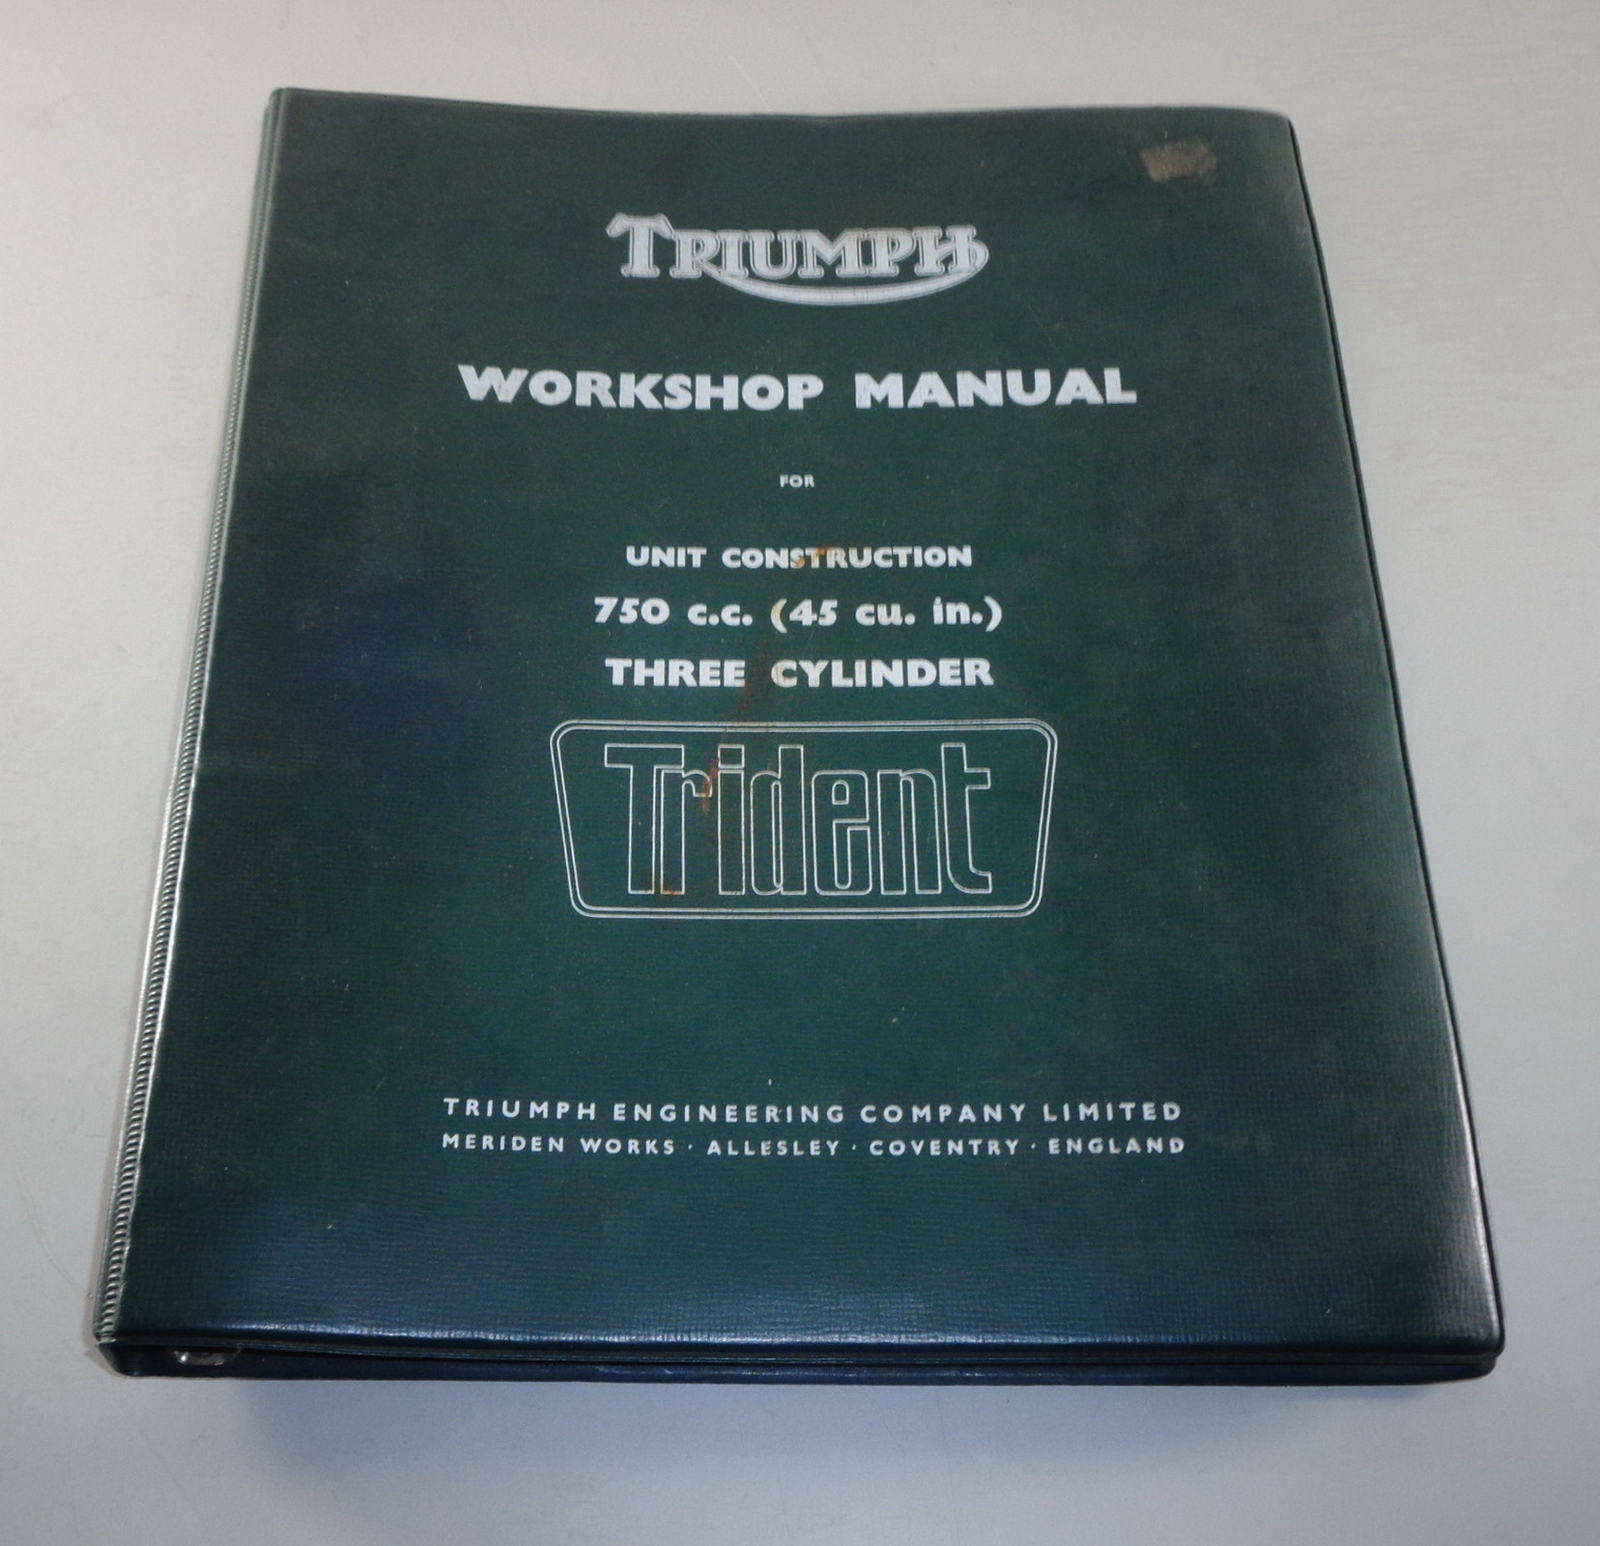 TRIUMPH
WORKSHOP MANUAL
FOR
UNIT CONSTRUCTION
750 c.c. (45 cu. in.)
THREE CYLINDER
Trident
TRIUMPH ENGINEERING COMPANY LIMITED
MERIDEN WORKS · ALLESLEY · COVENTRY · ENGLAND